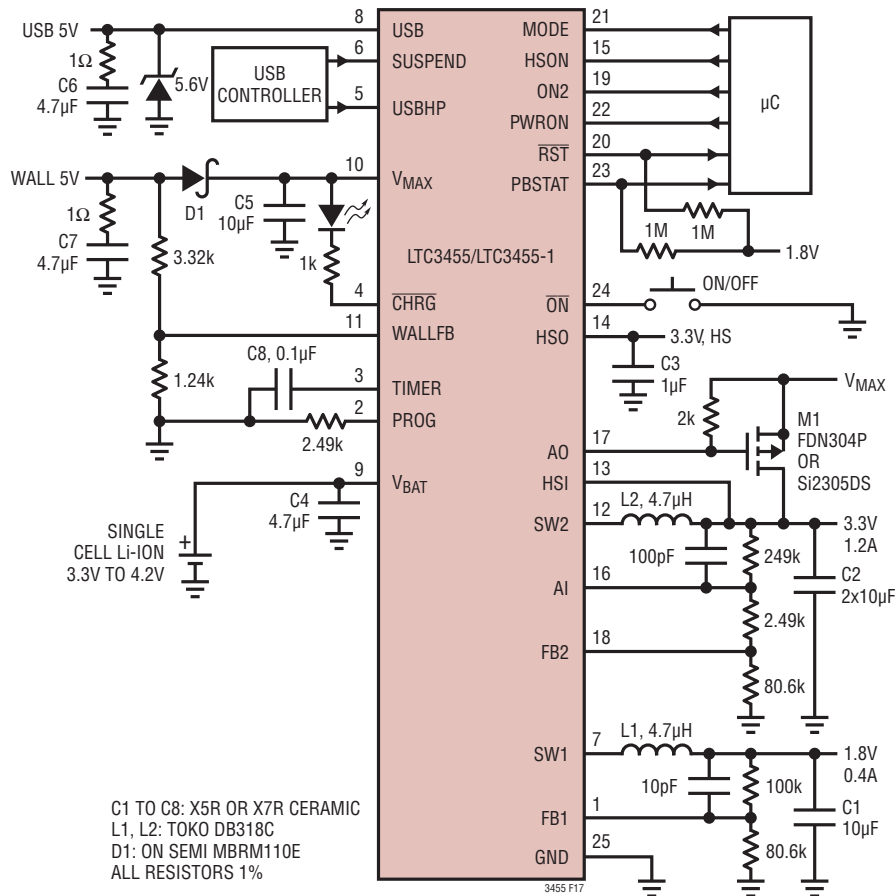 USB 5V
1Ω
C6
4.7µF
5.6V
USB
CONTROLLER
8
6
5
USB
SUSPEND
USBHP
WALL 5V
1Ω
C7
4.7µF
D1
C5
10µF
10
VMAX
3.32k
1k
4
CHRG
11
WALLFB
1.24k
C8, 0.1µF
3
TIMER
2
PROG
2.49k
9
VBAT
C4
4.7µF
SINGLE
CELL Li-ION
3.3V TO 4.2V
+
LTC3455/LTC3455-1
MODE
21
HSON
15
ON2
19
PWRON
22
RST
20
PBSTAT
23
µC
1M
1M
1.8V
ON
24
ON/OFF
HSO
14
3.3V, HS
C3
1µF
VMAX
2k
M1
FDN304P
OR
Si2305DS
AO
17
HSI
13
SW2
12
L2, 4.7µH
3.3V
1.2A
100pF
249k
C2
2x10µF
AI
16
2.49k
FB2
18
80.6k
SW1
7
L1, 4.7µH
1.8V
0.4A
10pF
100k
C1
10µF
FB1
1
80.6k
GND
25
C1 TO C8: X5R OR X7R CERAMIC
L1, L2: TOKO DB318C
D1: ON SEMI MBRM110E
ALL RESISTORS 1%
3455 F17